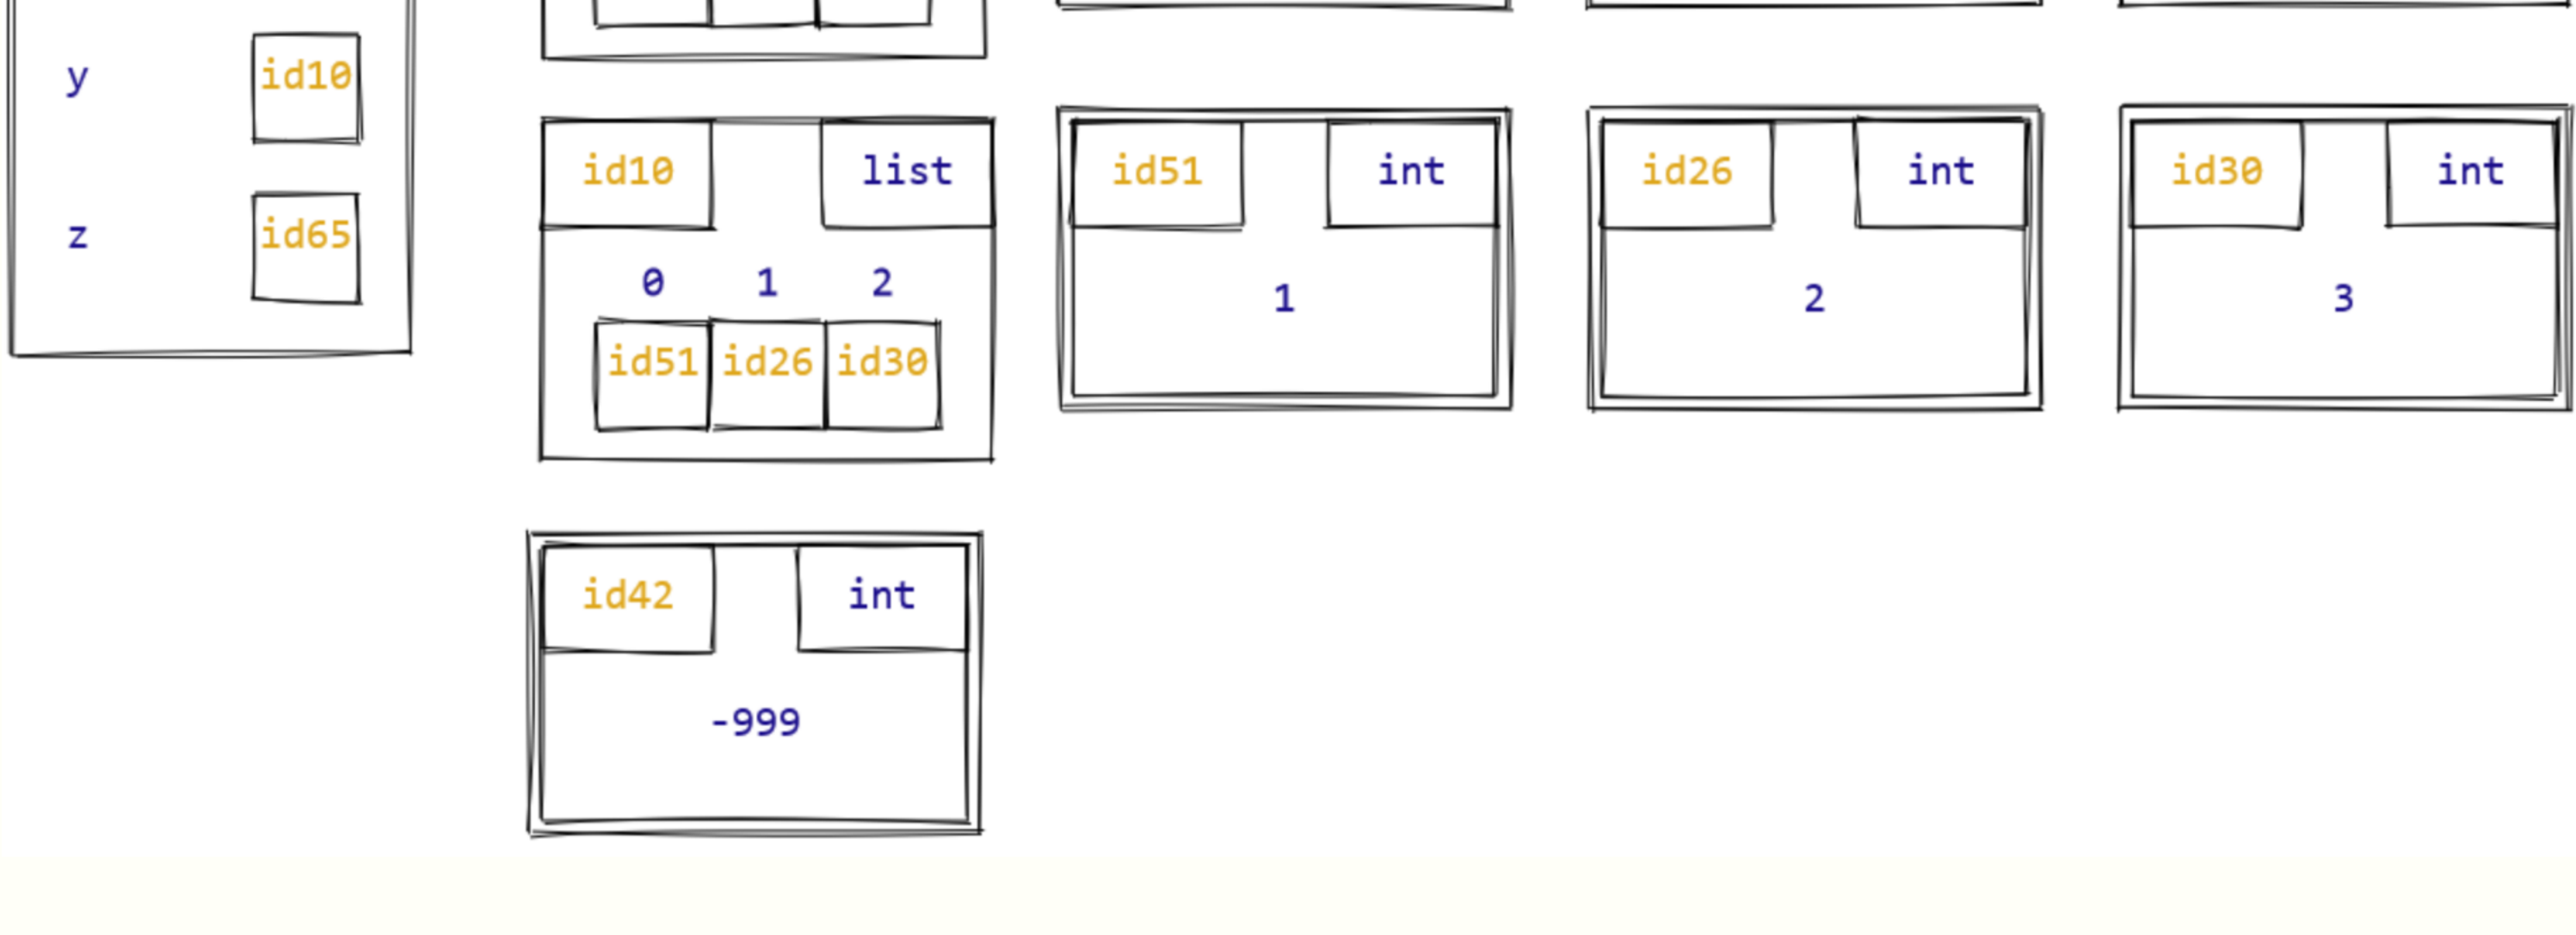 y id10
z id65
id10 list
0 1 2
id51 id26 id30
id51 int
1
id26 int
2
id30 int
3
id42 int
-999